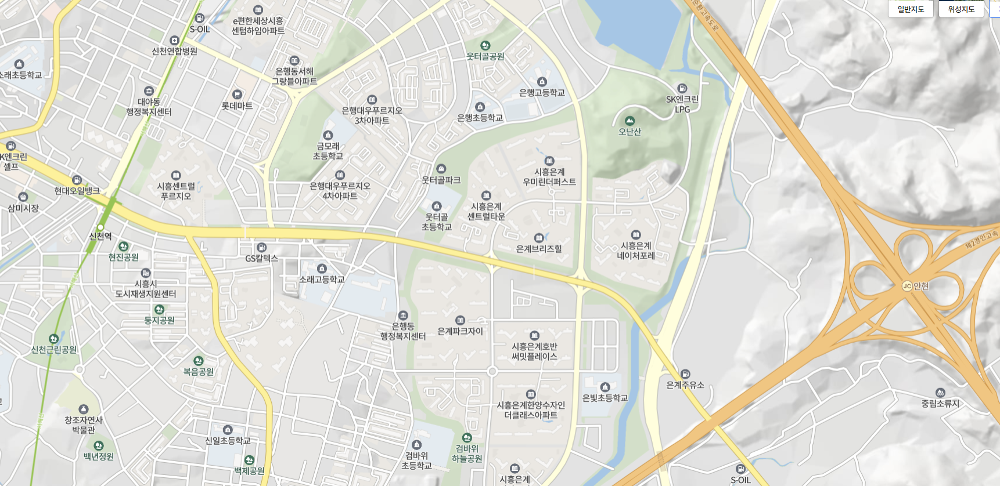 일반지도
위성지도
S-OIL
e편한세상시흥
센텀하임아파트
신천연합병원
소래초등학교
은행동서해
그랑블아파트
웃터골공원
순환고속도로
대야동
행정복지센터
롯데마트
은행대우푸르지오
3차아파트
은행고등학교
은행초등학교
SK엔크린
LPG
오난산
금모래
초등학교
K엔크린
셀프
현대오일뱅크
삼미시장
시흥센트럴
푸르지오
은행대우푸르지오
4차아파트
웃터골파크
시흥은계
우미린더퍼스트
시흥은계
센트럴타운
웃터골
초등학교
신천역
현진공원
GS칼텍스
은계브리즈힐
시흥은계
네이처포레
제2경인고속
시흥시
도시재생지원센터
소래고등학교
JC 안현
둥지공원
은행동
행정복지센터
은계파크자이
시흥은계호반
써밋플레이스
신천근린공원
복음공원
은계주유소
은빛초등학교
시흥은계한양수자인
더클래스아파트
중림소류지
창조자연사
박물관
신일초등학교
백년정원
백제공원
검바위
초등학교
검바위
하늘공원
시흥은계
S-OIL